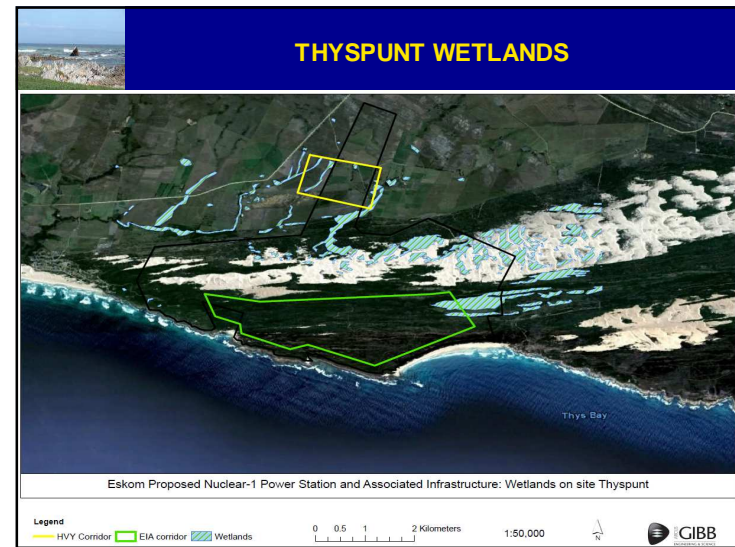 THYSPUNT WETLANDS
Thys Bay
Eskom Proposed Nuclear-1 Power Station and Associated Infrastructure: Wetlands on site Thyspunt
Legend
HVY Corridor EIA corridor Wetlands
0 0.5 1 2 Kilometers
1:50,000
N
GIBB